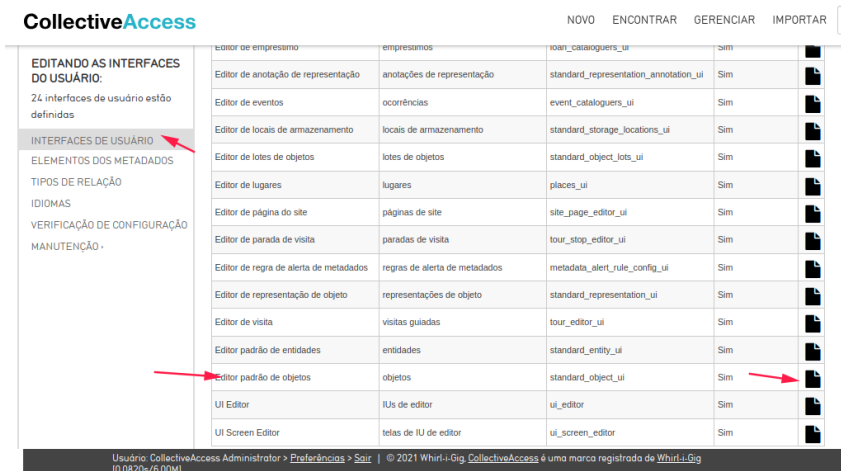 CollectiveAccess
NOVO ENCONTRAR GERENCIAR IMPORTAR
EDITANDO AS INTERFACES
DO USUÁRIO:
24 interfaces de usuário estão
definidas
INTERFACES DE USUÁRIO
ELEMENTOS DOS METADADOS
TIPOS DE RELAÇÃO
IDIOMAS
VERIFICAÇÃO DE CONFIGURAÇÃO
MANUTENÇÃO ›
Editor de empréstimo empréstimos loan_cataloguers_ui Sim
Editor de anotação de representação anotações de representação standard_representation_annotation_ui Sim
Editor de eventos ocorrências event_cataloguers_ui Sim
Editor de locais de armazenamento locais de armazenamento standard_storage_locations_ui Sim
Editor de lotes de objetos lotes de objetos standard_object_lots_ui Sim
Editor de lugares lugares places_ui Sim
Editor de página do site páginas de site site_page_editor_ui Sim
Editor de parada de visita paradas de visita tour_stop_editor_ui Sim
Editor de regra de alerta de metadados regras de alerta de metadados metadata_alert_rule_config_ui Sim
Editor de representação de objeto representações de objeto standard_representation_ui Sim
Editor de visita visitas guiadas tour_editor_ui Sim
Editor padrão de entidades entidades standard_entity_ui Sim
Editor padrão de objetos objetos standard_object_ui Sim
UI Editor IUs de editor ui_editor Sim
UI Screen Editor telas de IU de editor ui_screen_editor Sim
Usuário: CollectiveAccess Administrator > Preferências > Sair | © 2021 Whirl-i-Gig, CollectiveAccess é uma marca registrada de Whirl-i-Gig
[0.0820s/6.00M]